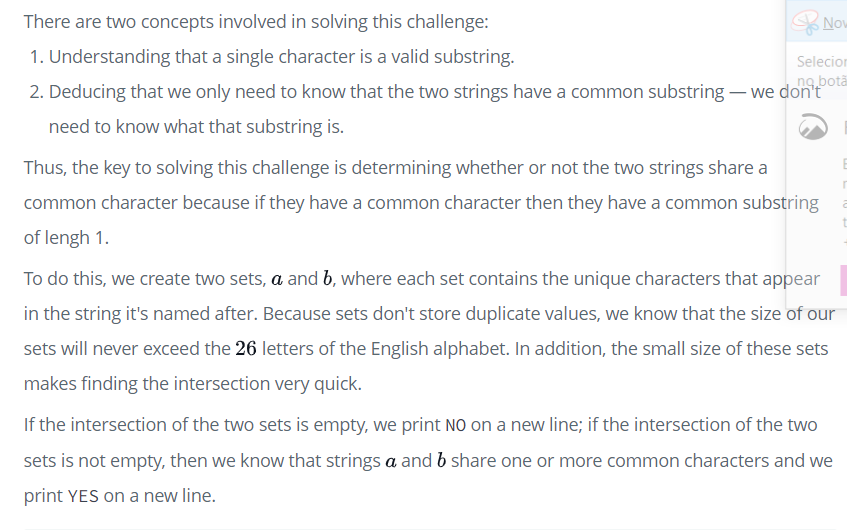 There are two concepts involved in solving this challenge:
1. Understanding that a single character is a valid substring.
2. Deducing that we only need to know that the two strings have a common substring — we don't
need to know what that substring is.
Thus, the key to solving this challenge is determining whether or not the two strings share a
common character because if they have a common character then they have a common substring
of lengh 1.
To do this, we create two sets, a and b, where each set contains the unique characters that appear
in the string it's named after. Because sets don't store duplicate values, we know that the size of our
sets will never exceed the 26 letters of the English alphabet. In addition, the small size of these sets
makes finding the intersection very quick.
If the intersection of the two sets is empty, we print NO on a new line; if the intersection of the two
sets is not empty, then we know that strings a and b share one or more common characters and we
print YES on a new line.